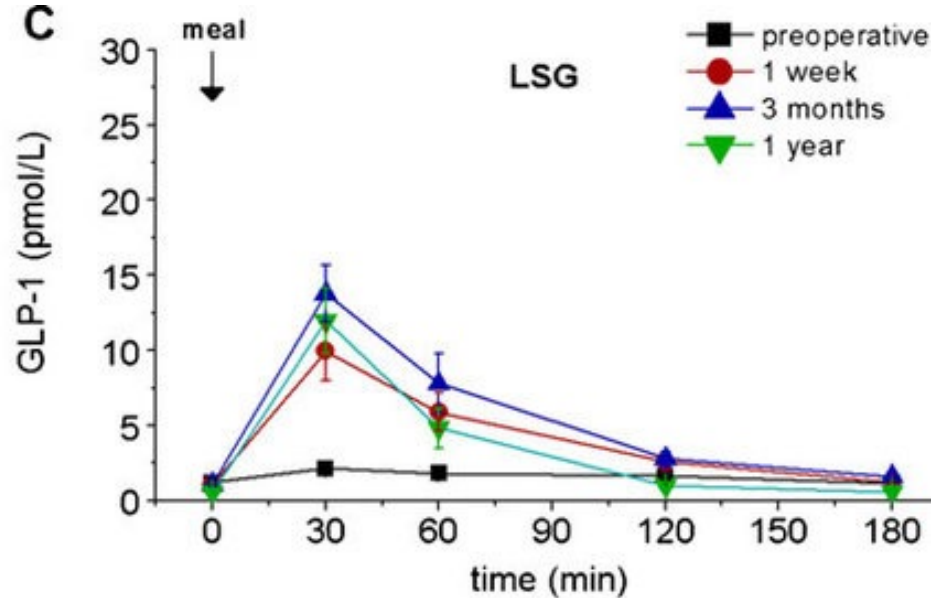 C
meal
LSG
preoperative
1 week
3 months
1 year
GLP-1 (pmol/L)
30
25
20
15
10
5
0
0 30 60 90 120 150 180
time (min)